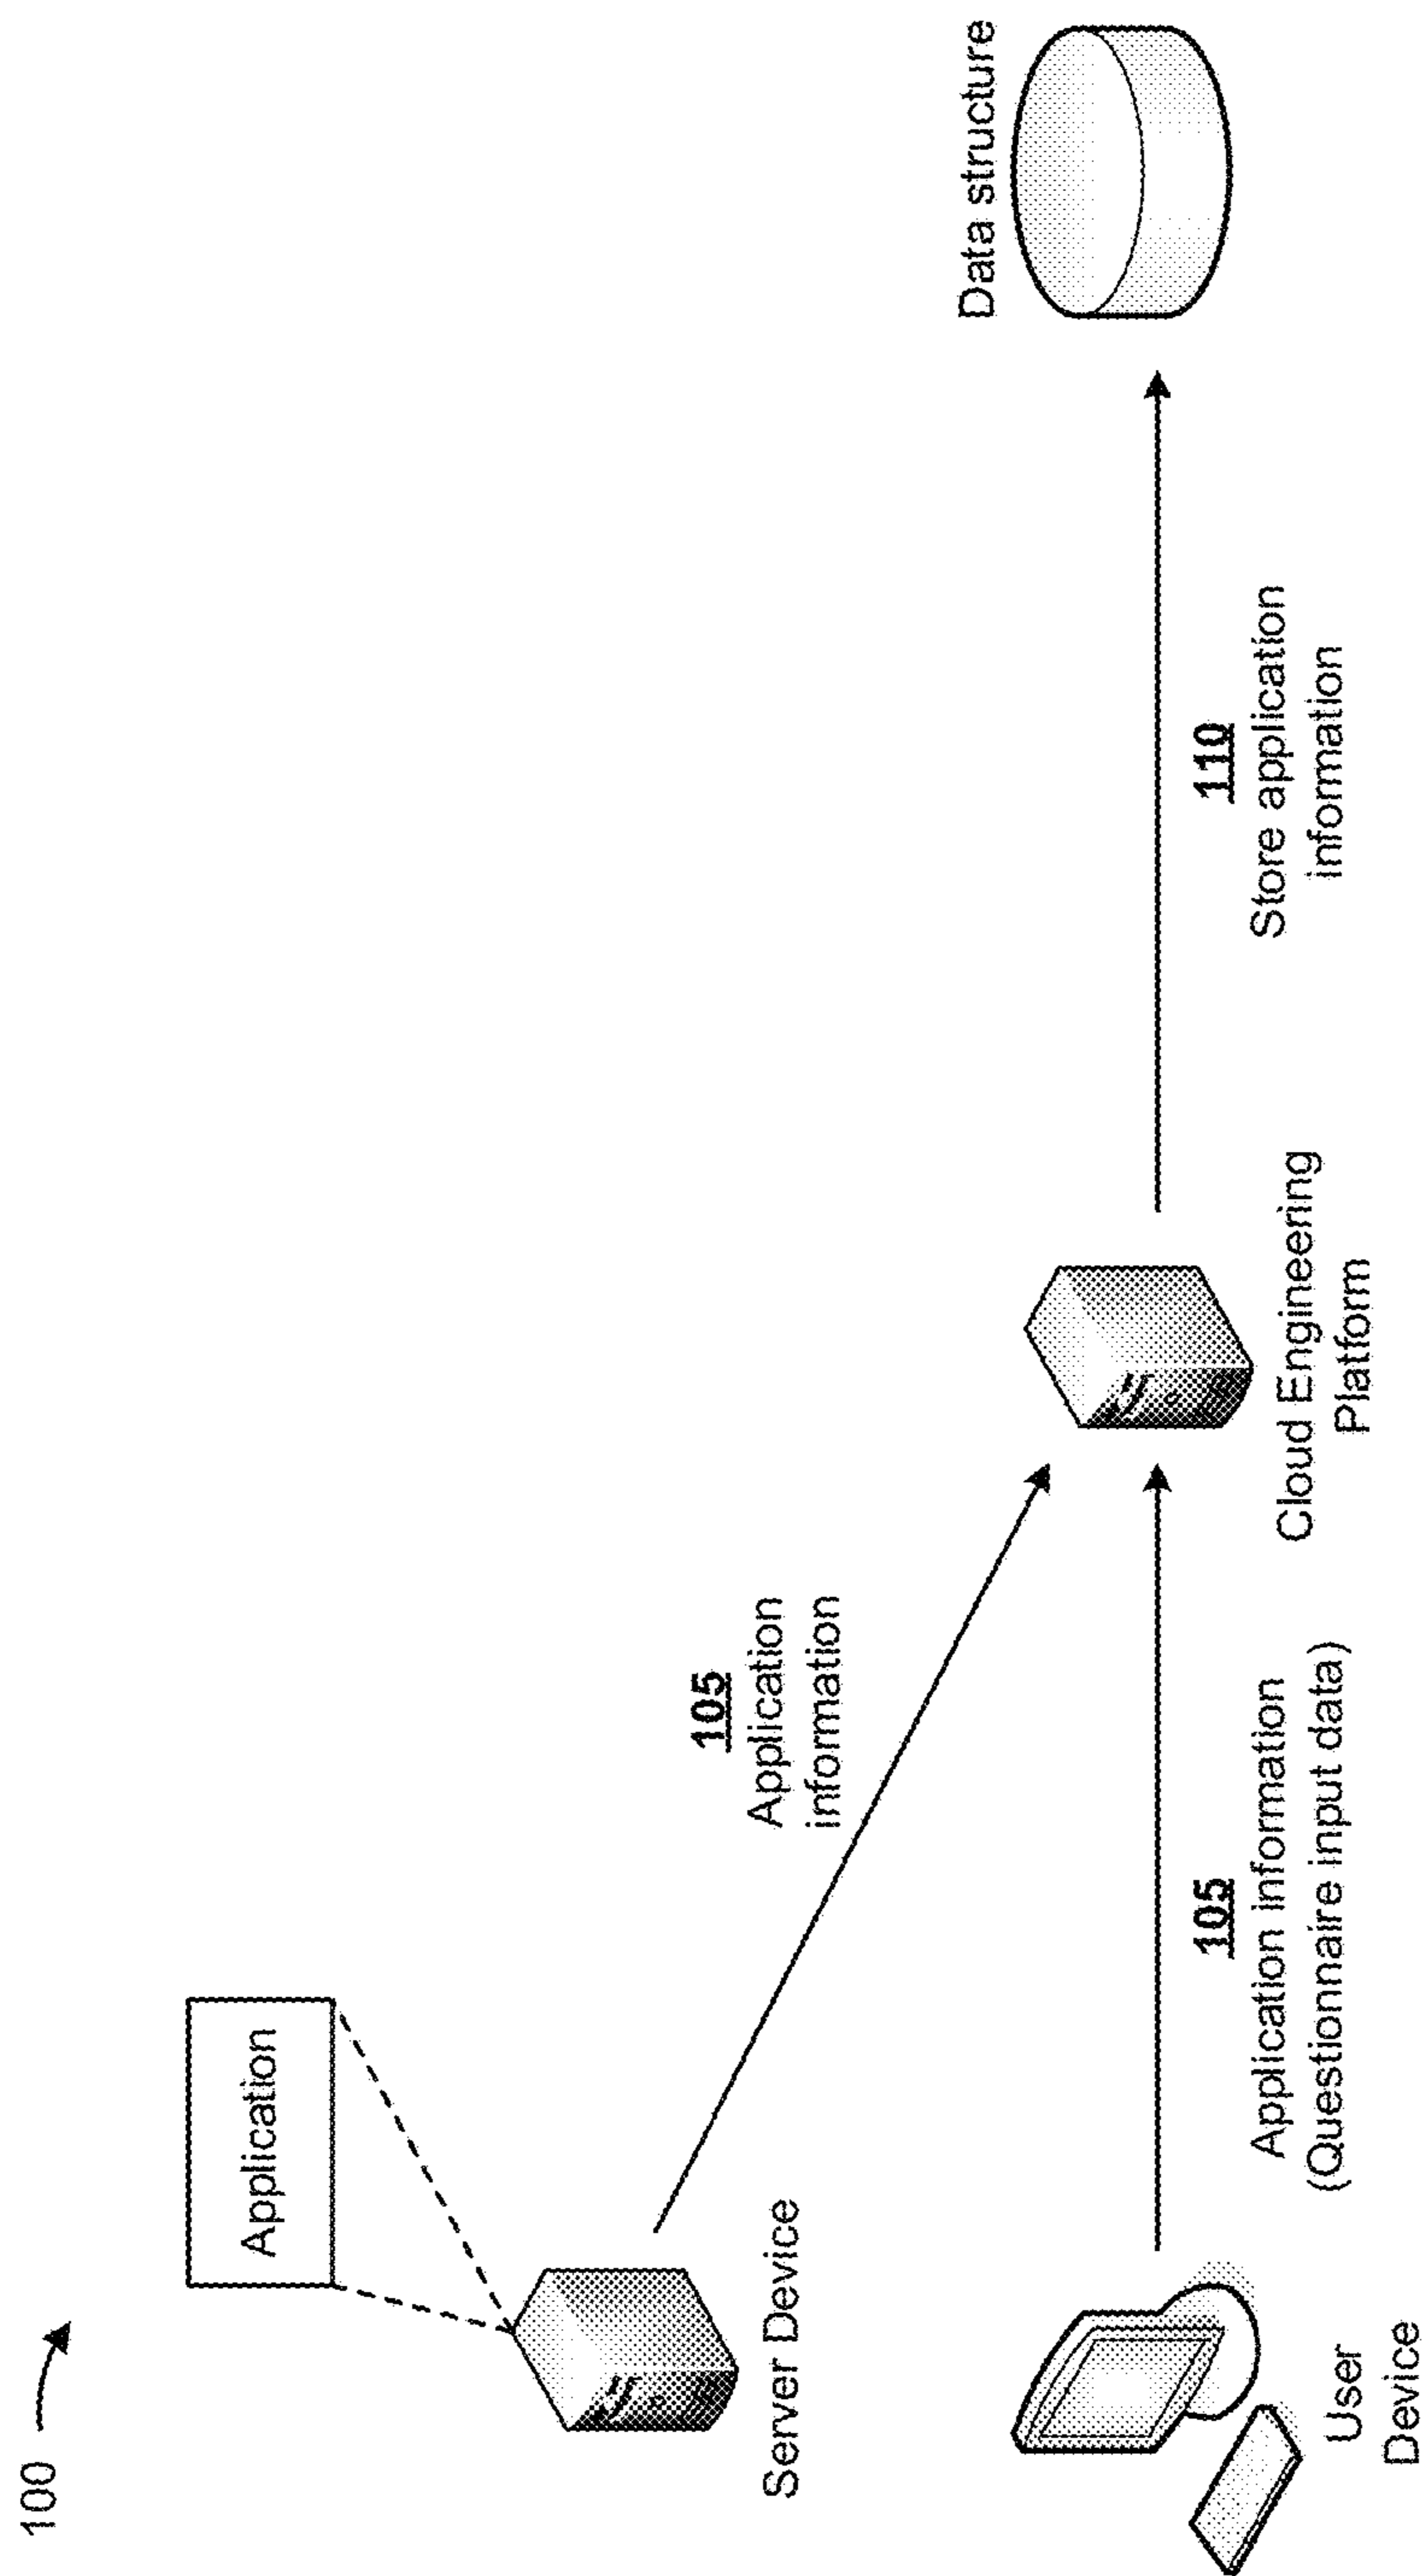 100
Application
Server Device
105
Application
information
User
Device
105
Application information
(Questionnaire input data)
Cloud Engineering
Platform
110
Store application
information
Data structure